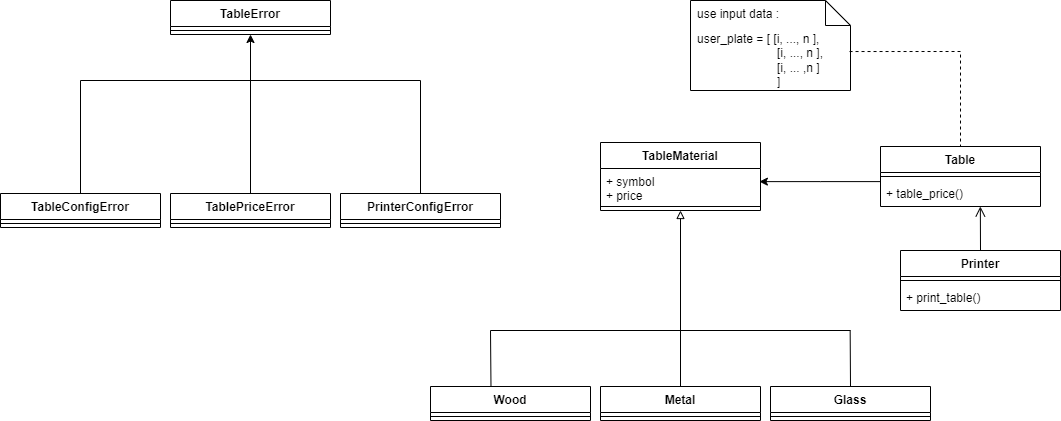 TableError
use input data :
user_plate = [ [i, ..., n ],
[i, ..., n ],
[i, ... ,n ]
]
TableMaterial
+ symbol
+ price
Table
+ table_price()
TableConfigError
TablePriceError
PrinterConfigError
Printer
+ print_table()
Wood
Metal
Glass